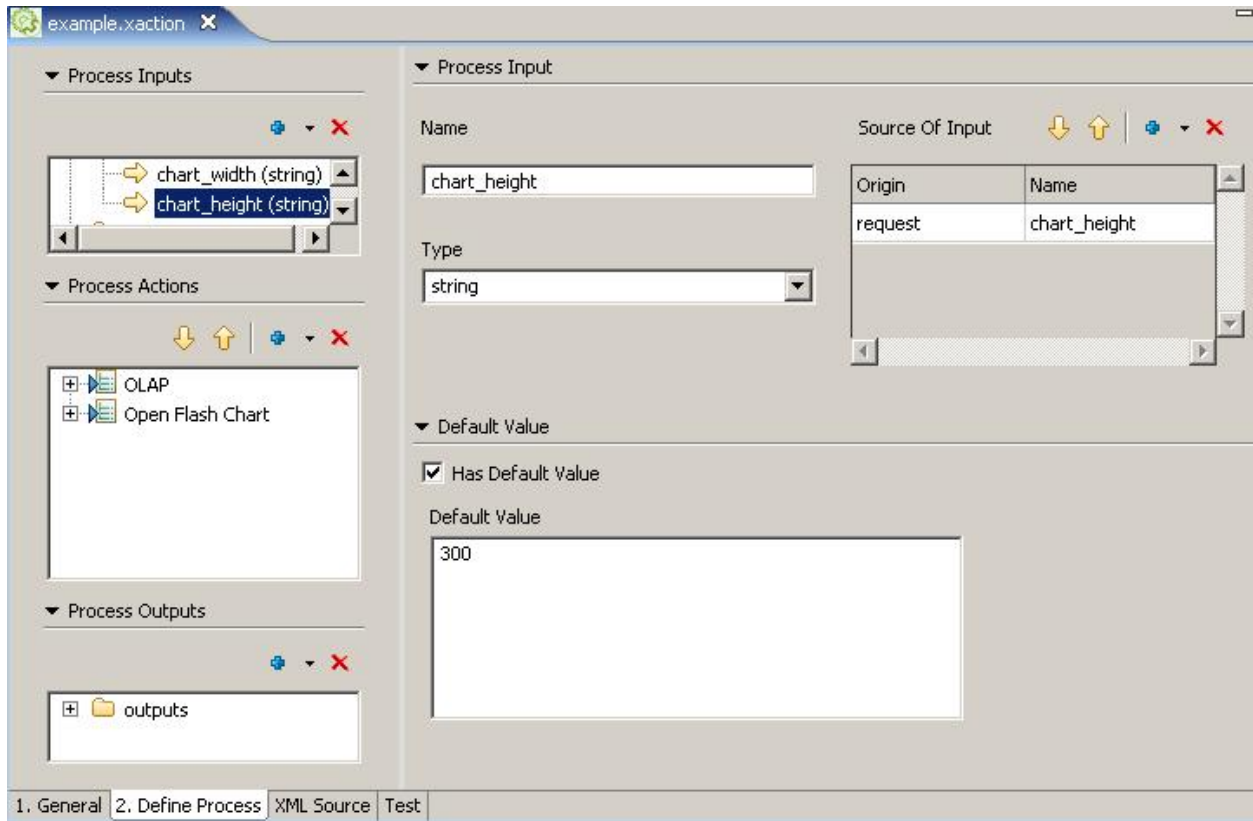 example.xaction
Process Inputs
chart_width (string)
chart_height (string)
Process Actions
OLAP
Open Flash Chart
Process Outputs
outputs
Process Input
Name
chart_height
Type
string
Source Of Input
Origin Name
request chart_height
Default Value
Has Default Value
Default Value
300
1. General 2. Define Process XML Source Test